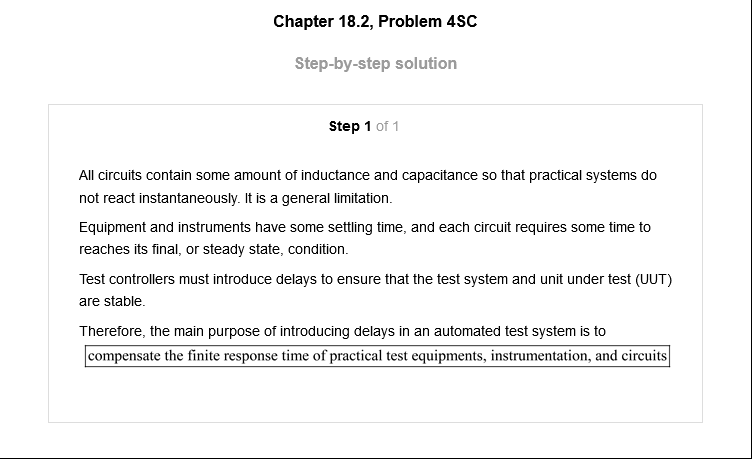 Chapter 18.2, Problem 4SC
Step-by-step solution
Step 1 of 1
All circuits contain some amount of inductance and capacitance so that practical systems do
not react instantaneously. It is a general limitation.
Equipment and instruments have some settling time, and each circuit requires some time to
reaches its final, or steady state, condition.
Test controllers must introduce delays to ensure that the test system and unit under test (UUT)
are stable.
Therefore, the main purpose of introducing delays in an automated test system is to
compensate the finite response time of practical test equipments, instrumentation, and circuits